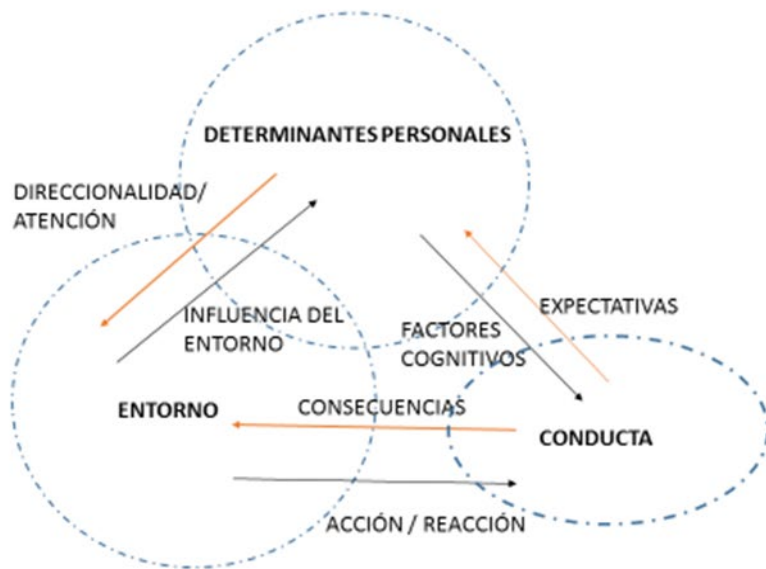 DETERMINANTES PERSONALES
DIRECCIONALIDAD/
ATENCIÓN
INFLUENCIA DEL
ENTORNO
FACTORES
COGNITIVOS
EXPECTATIVAS
ENTORNO
CONSECUENCIAS
CONDUCTA
ACCIÓN / REACCIÓN